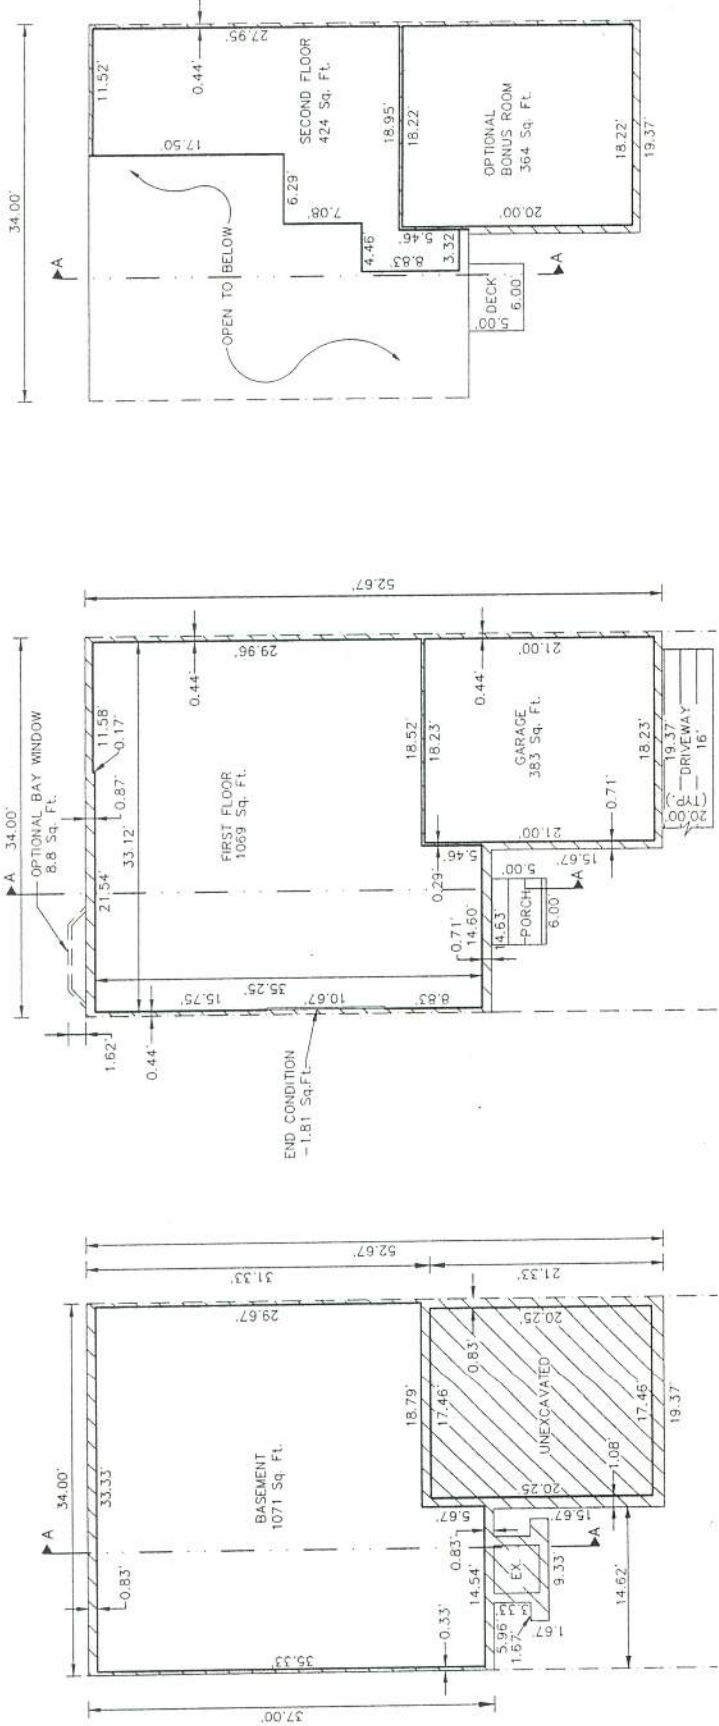 34.00'
A
0.83'
33.33'
BASEMENT
1071 Sq. Ft.
35.33'
37.00'
29.67'
31.33'
52.67'
21.33'
18.79'
5.67'
0.83'
17.46'
20.25'
UNEXCAVATED
20.25'
0.83'
17.46'
19.37'
1.08'
15.67'
14.54'
0.33'
5.96'
3.33'
1.67'
1.67'
EX.
9.33
A
14.62'
34.00'
A
OPTIONAL BAY WINDOW
8.8 Sq. Ft.
1.62'
0.44'
21.54'
0.87'
11.58'
0.17'
33.12'
FIRST FLOOR
1069 Sq. Ft.
35.25'
15.75'
10.67'
8.83'
END CONDITION
-1.81 Sq.Ft.
29.96'
0.44'
52.67'
18.52'
18.23'
5.46'
0.29'
0.71'
14.60'
14.63'
PORCH
5.00'
6.00'
A
GARAGE
383 Sq. Ft.
21.00'
21.00'
0.44'
15.67'
0.71'
18.23'
19.37
DRIVEWAY
16'
20.00'
(TYP.)
34.00'
A
11.52'
27.95'
0.44'
17.50'
SECOND FLOOR
424 Sq. Ft.
6.29'
7.08'
OPEN TO BELOW
4.46'
8.83'
18.95'
18.22'
5.46'
3.32'
OPTIONAL
BONUS ROOM
364 Sq. Ft.
20.00'
18.22'
19.37'
DECK
5.00'
6.00'
A